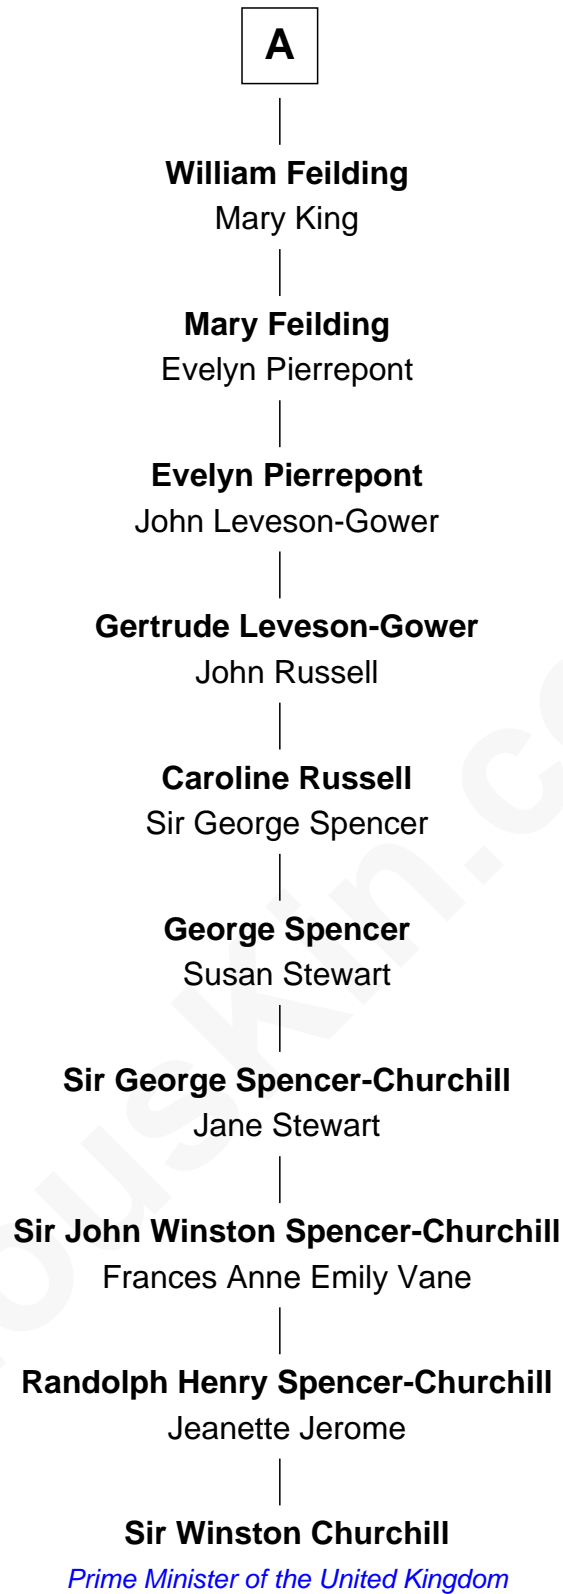 A
William Feilding
Mary King
Mary Feilding
Evelyn Pierrepont
Evelyn Pierrepont
John Leveson-Gower
Gertrude Leveson-Gower
John Russell
Caroline Russell
Sir George Spencer
George Spencer
Susan Stewart
Sir George Spencer-Churchill
Jane Stewart
Sir John Winston Spencer-Churchill
Frances Anne Emily Vane
Randolph Henry Spencer-Churchill
Jeanette Jerome
Sir Winston Churchill
Prime Minister of the United Kingdom